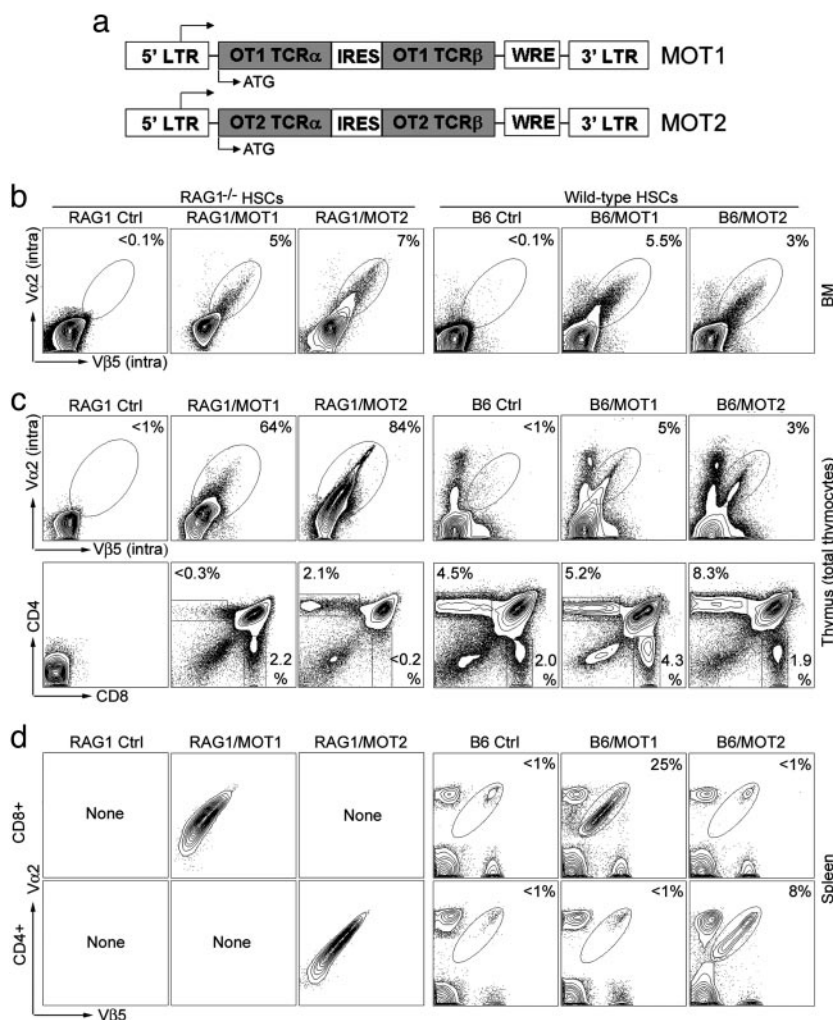 a
5' LTR OT1 TCRα IRES OT1 TCRβ WRE 3' LTR MOT1
ATG
5' LTR OT2 TCRα IRES OT2 TCRβ WRE 3' LTR MOT2
ATG
b
RAG1-/- HSCs Wild-type HSCs
RAG1 Ctrl RAG1/MOT1 RAG1/MOT2 B6 Ctrl B6/MOT1 B6/MOT2
<0.1% 5% 7% <0.1% 5.5% 3%
Vα2 (intra)
Vβ5 (intra)
BM
c
RAG1 Ctrl RAG1/MOT1 RAG1/MOT2 B6 Ctrl B6/MOT1 B6/MOT2
<1% 64% 84% <1% 5% 3%
Vα2 (intra)
Vβ5 (intra)
<0.3% 2.1% 4.5% 5.2% 8.3%
CD4
2.2 % <0.2 % 2.0 % 4.3 % 1.9 %
CD8
Thymus (total thymocytes)
d
RAG1 Ctrl RAG1/MOT1 RAG1/MOT2 B6 Ctrl B6/MOT1 B6/MOT2
<1% 25% <1%
CD8+
None None
Vα2
<1% <1% 8%
CD4+
None None
Vβ5
Spleen